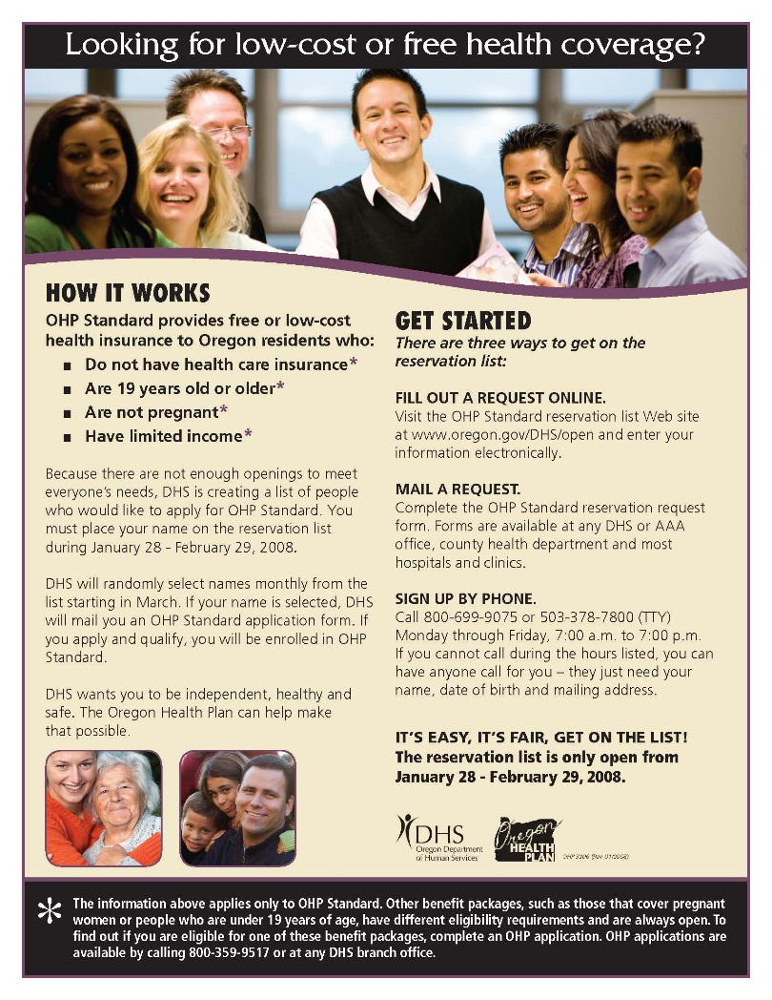 Looking for low-cost or free health coverage?
HOW IT WORKS
OHP Standard provides free or low-cost
health insurance to Oregon residents who:
■ Do not have health care insurance*
■ Are 19 years old or older*
■ Are not pregnant*
■ Have limited income*
Because there are not enough openings to meet
everyone's needs, DHS is creating a list of people
who would like to apply for OHP Standard. You
must place your name on the reservation list
during January 28 - February 29, 2008.
DHS will randomly select names monthly from the
list starting in March. If your name is selected, DHS
will mail you an OHP Standard application form. If
you apply and qualify, you will be enrolled in OHP
Standard.
DHS wants you to be independent, healthy and
safe. The Oregon Health Plan can help make
that possible.
GET STARTED
There are three ways to get on the
reservation list:
FILL OUT A REQUEST ONLINE.
Visit the OHP Standard reservation list Web site
at www.oregon.gov/DHS/open and enter your
information electronically.
MAIL A REQUEST.
Complete the OHP Standard reservation request
form. Forms are available at any DHS or AAA
office, county health department and most
hospitals and clinics.
SIGN UP BY PHONE.
Call 800-699-9075 or 503-378-7800 (TTY)
Monday through Friday, 7:00 a.m. to 7:00 p.m.
If you cannot call during the hours listed, you can
have anyone call for you – they just need your
name, date of birth and mailing address.
IT'S EASY, IT'S FAIR, GET ON THE LIST!
The reservation list is only open from
January 28 - February 29, 2008.
DHS
Oregon Department
of Human Services
Oregon
HEALTH
PLAN
OHP 3206 (Rev. 01/2008)
* The information above applies only to OHP Standard. Other benefit packages, such as those that cover pregnant
women or people who are under 19 years of age, have different eligibility requirements and are always open. To
find out if you are eligible for one of these benefit packages, complete an OHP application. OHP applications are
available by calling 800-359-9517 or at any DHS branch office.